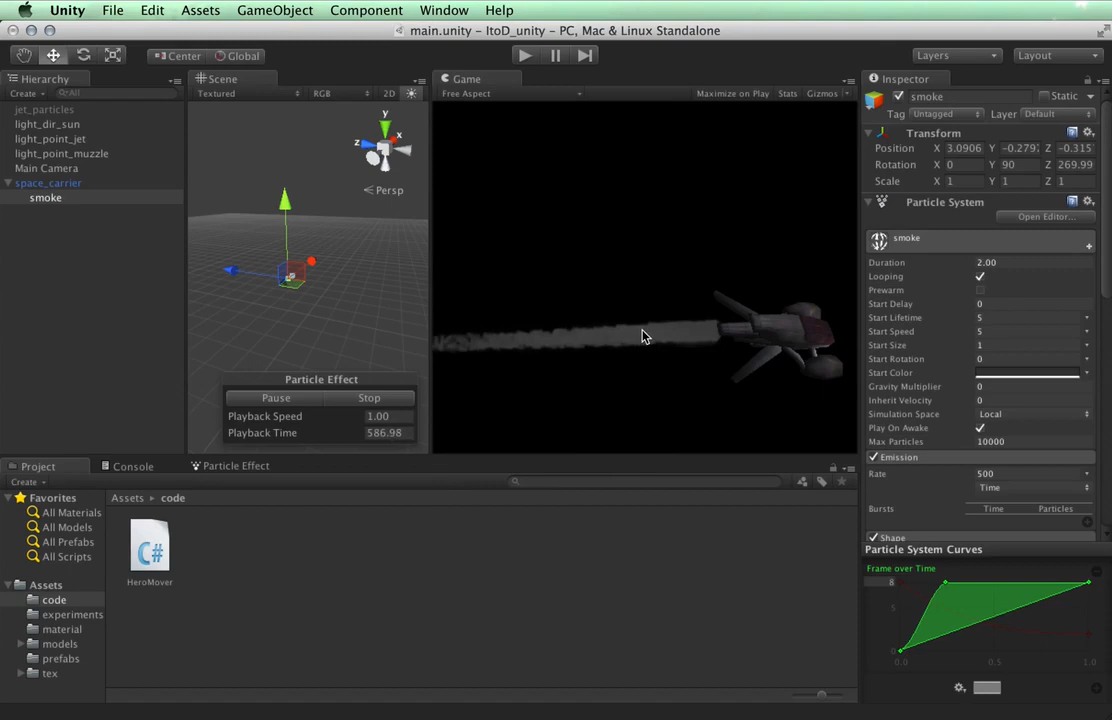 Unity File Edit Assets GameObject Component Window Help
main.unity - ItoD_unity - PC, Mac & Linux Standalone
Center Global Layers Layout
Hierarchy
Create All
jet_particles
light_dir_sun
light_point_jet
light_point_muzzle
Main Camera
space_carrier
smoke
Scene
Textured RGB 2D
y
x
z
Persp
Particle Effect
Pause Stop
Playback Speed 1.00
Playback Time 586.98
Game
Free Aspect Maximize on Play Stats Gizmos
Inspector
smoke Static
Tag Untagged Layer Default
Transform
Position X 3.0906 Y -0.279 Z -0.315
Rotation X 0 Y 90 Z 269.99
Scale X 1 Y 1 Z 1
Particle System
Open Editor...
smoke
Duration 2.00
Looping
Prewarm
Start Delay 0
Start Lifetime 5
Start Speed 5
Start Size 1
Start Rotation 0
Start Color
Gravity Multiplier 0
Inherit Velocity 0
Simulation Space Local
Play On Awake
Max Particles 10000
Emission
Rate 500
Time
Bursts Time Particles
Shape
Particle System Curves
Frame over Time
8
5
0
0.0 0.5 1.0
Project Console Particle Effect
Create
Favorites
All Materials
All Models
All Prefabs
All Scripts
Assets
code
experiments
material
models
prefabs
tex
Assets code
C#
HeroMover